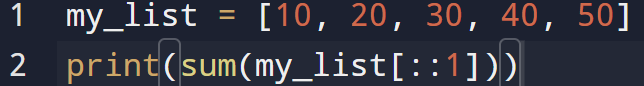 1 my_list = [10, 20, 30, 40, 50]
2 print(sum(my_list[::1]))